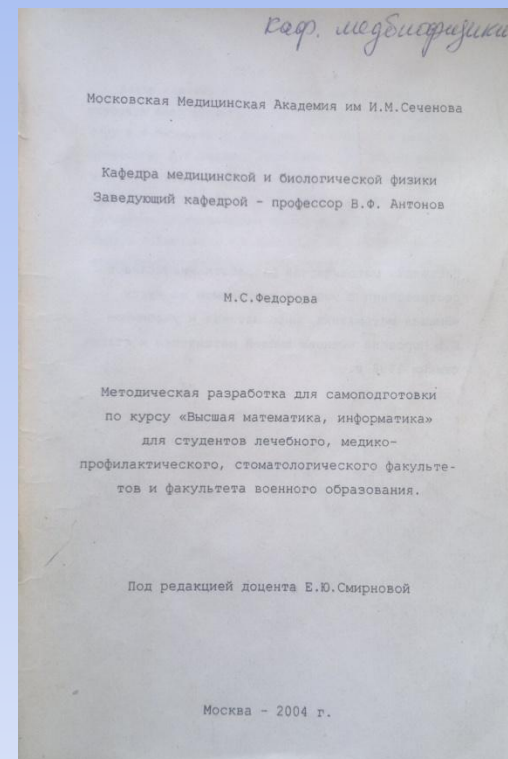 каф. медбиофизики
Московская Медицинская Академия им И.М.Сеченова
Кафедра медицинской и биологической физики
Заведующий кафедрой - профессор В.Ф. Антонов
М.С.Федорова
Методическая разработка для самоподготовки
по курсу «Высшая математика, информатика»
для студентов лечебного, медико-
профилактического, стоматологического факульте-
тов и факультета военного образования.
Под редакцией доцента Е.Ю.Смирновой
Москва - 2004 г.